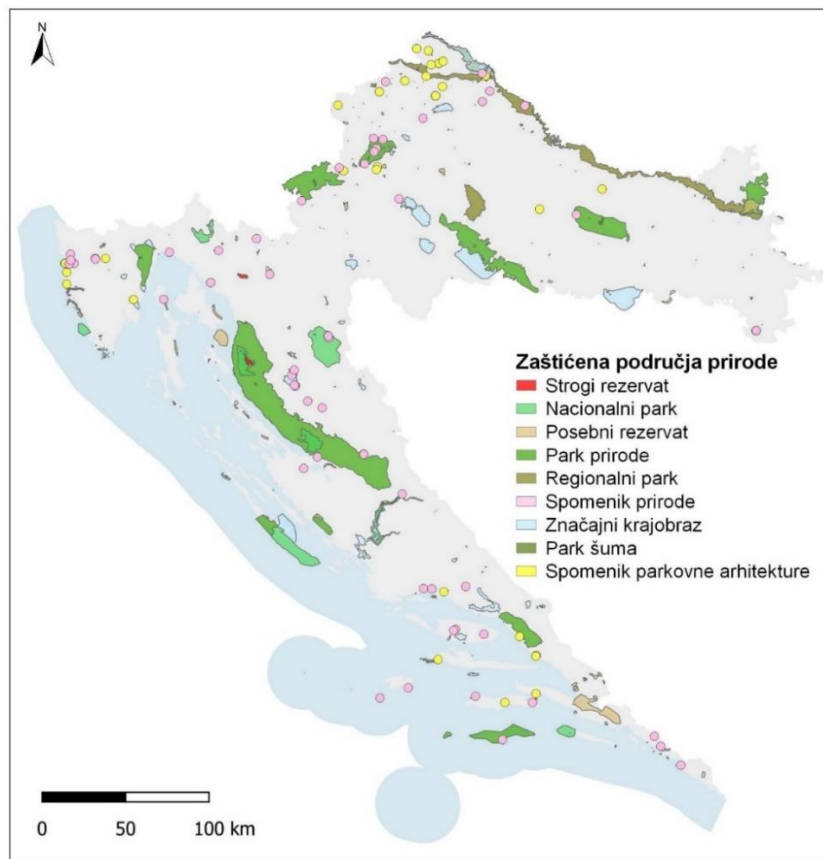 N
Zaštićena područja prirode
Strogi rezervat
Nacionalni park
Posebni rezervat
Park prirode
Regionalni park
Spomenik prirode
Značajni krajobraz
Park šuma
Spomenik parkovne arhitekture
0 50 100 km